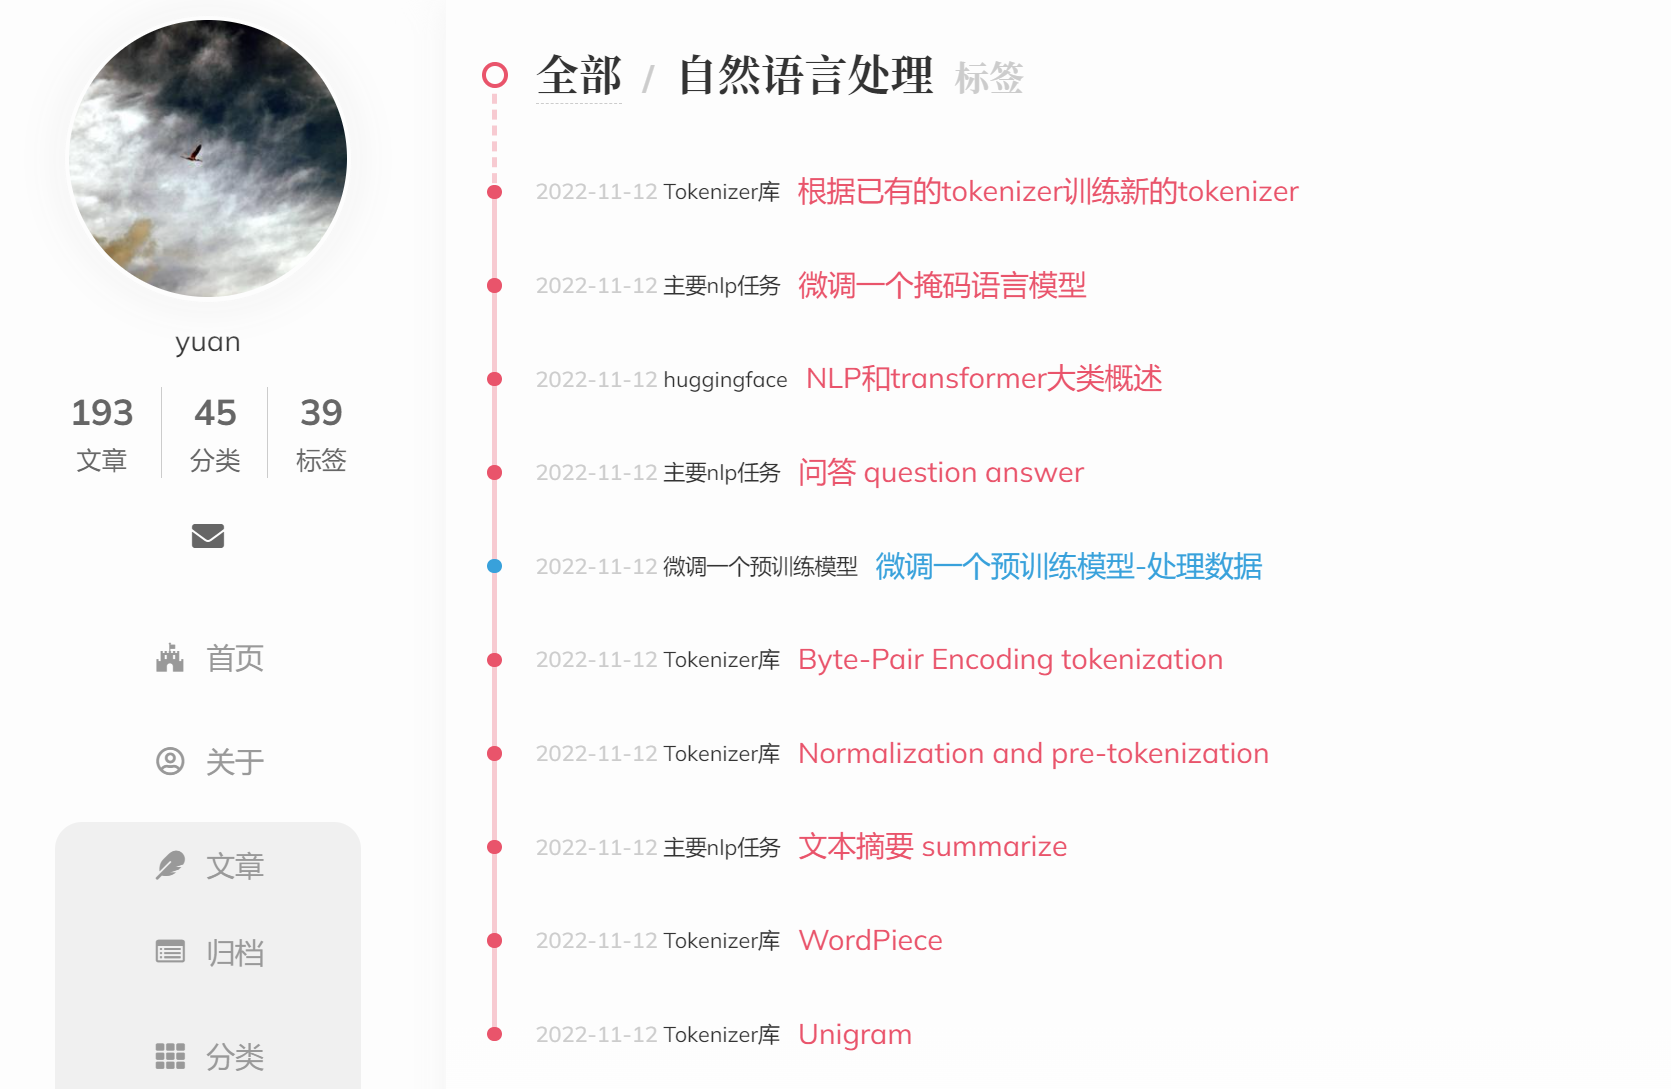 yuan
193 45 39
文章 分类 标签
首页
关于
文章
归档
分类
全部 / 自然语言处理 标签
2022-11-12 Tokenizer库 根据已有的tokenizer训练新的tokenizer
2022-11-12 主要nlp任务 微调一个掩码语言模型
2022-11-12 huggingface NLP和transformer大类概述
2022-11-12 主要nlp任务 问答 question answer
2022-11-12 微调一个预训练模型 微调一个预训练模型-处理数据
2022-11-12 Tokenizer库 Byte-Pair Encoding tokenization
2022-11-12 Tokenizer库 Normalization and pre-tokenization
2022-11-12 主要nlp任务 文本摘要 summarize
2022-11-12 Tokenizer库 WordPiece
2022-11-12 Tokenizer库 Unigram